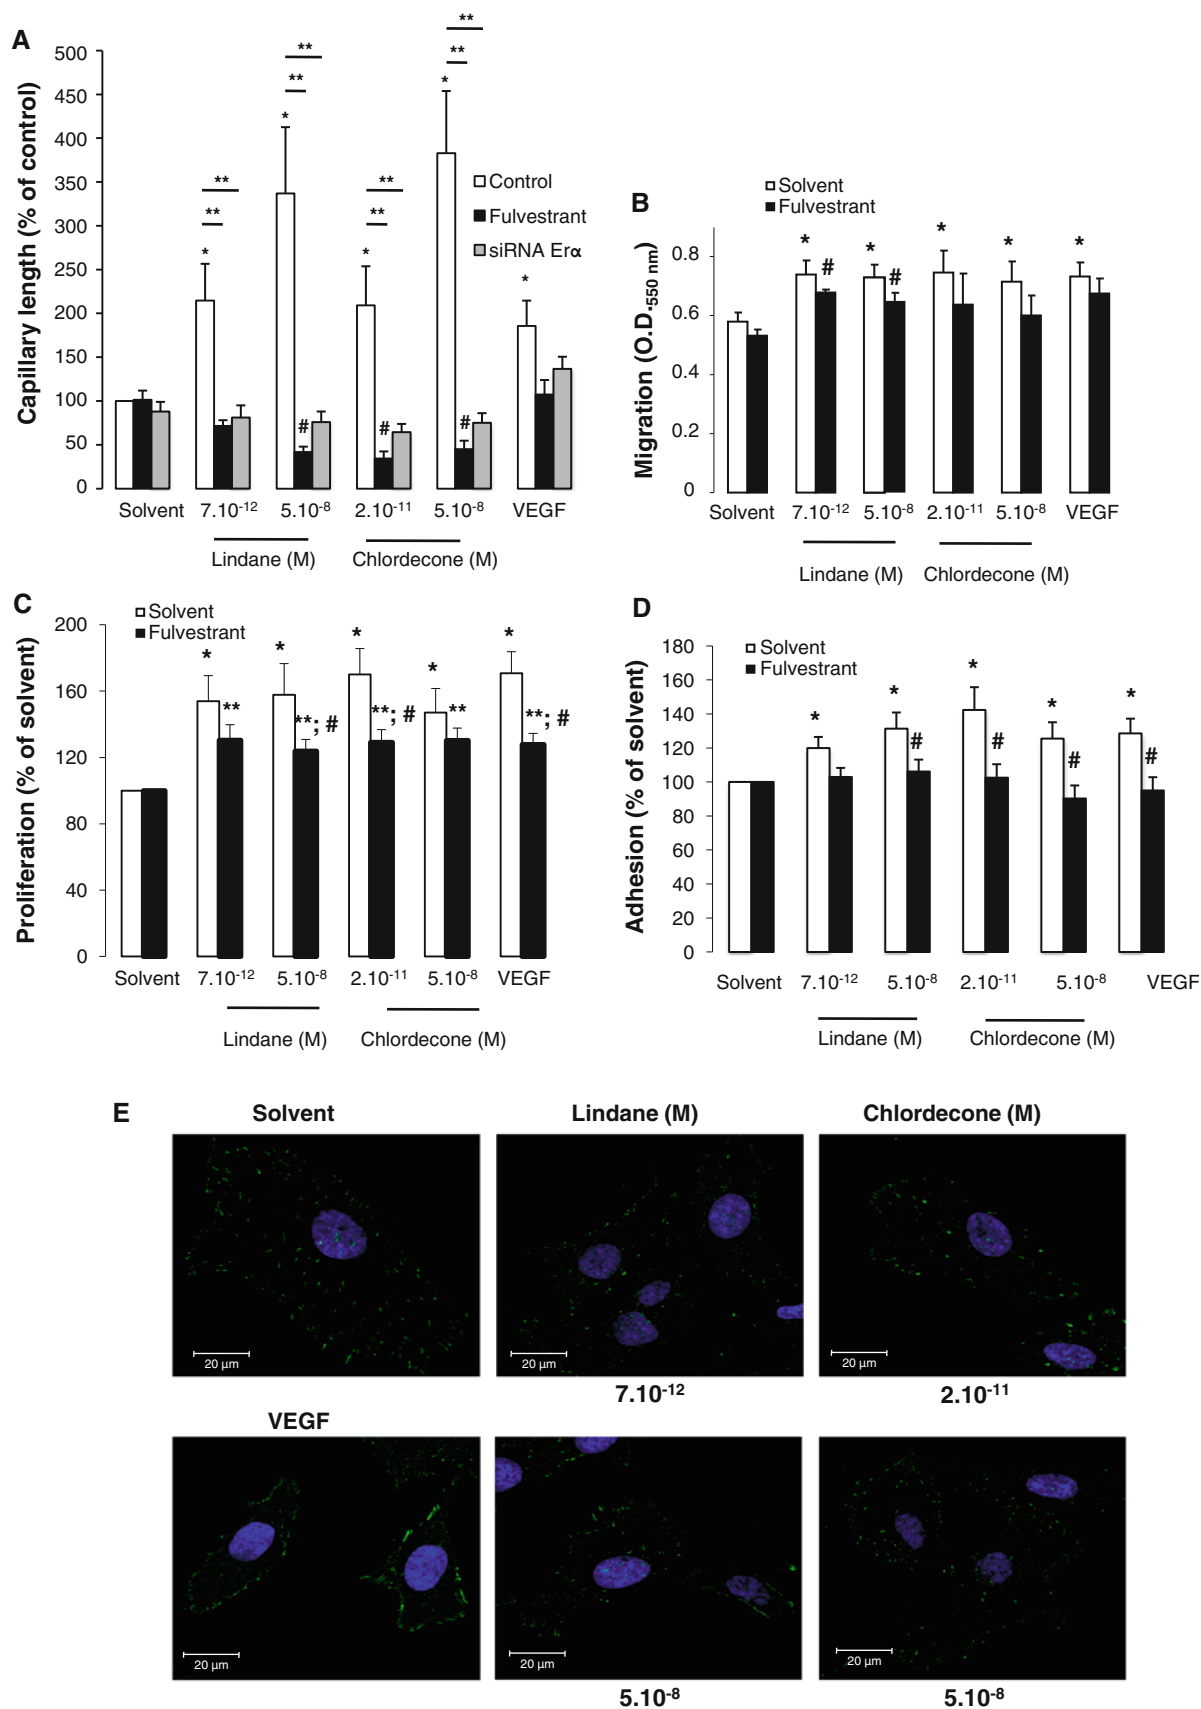 A
Capillary length (% of control)
500
450
400
350
300
250
200
150
100
50
0
**
**
*
**
**
*
#
**
**
*
#
**
**
*
#
*
Control
Fulvestrant
siRNA Erα
Solvent 7.10-12 5.10-8 2.10-11 5.10-8 VEGF
Lindane (M) Chlordecone (M)
B
Migration (O.D.550 nm)
Solvent
Fulvestrant
0.8
0.6
0.4
0.2
0
* # * # * * *
Solvent 7.10-12 5.10-8 2.10-11 5.10-8 VEGF
Lindane (M) Chlordecone (M)
C
Proliferation (% of solvent)
Solvent
Fulvestrant
200
160
120
80
40
0
* * * * *
** **; # **; # ** **; #
Solvent 7.10-12 5.10-8 2.10-11 5.10-8 VEGF
Lindane (M) Chlordecone (M)
D
Adhesion (% of solvent)
Solvent
Fulvestrant
180
160
140
120
100
80
60
40
20
0
* * * * *
# # # #
Solvent 7.10-12 5.10-8 2.10-11 5.10-8 VEGF
Lindane (M) Chlordecone (M)
E
Solvent Lindane (M) Chlordecone (M)
20 µm 20 µm 20 µm
7.10-12 2.10-11
VEGF
20 µm 20 µm 20 µm
5.10-8 5.10-8